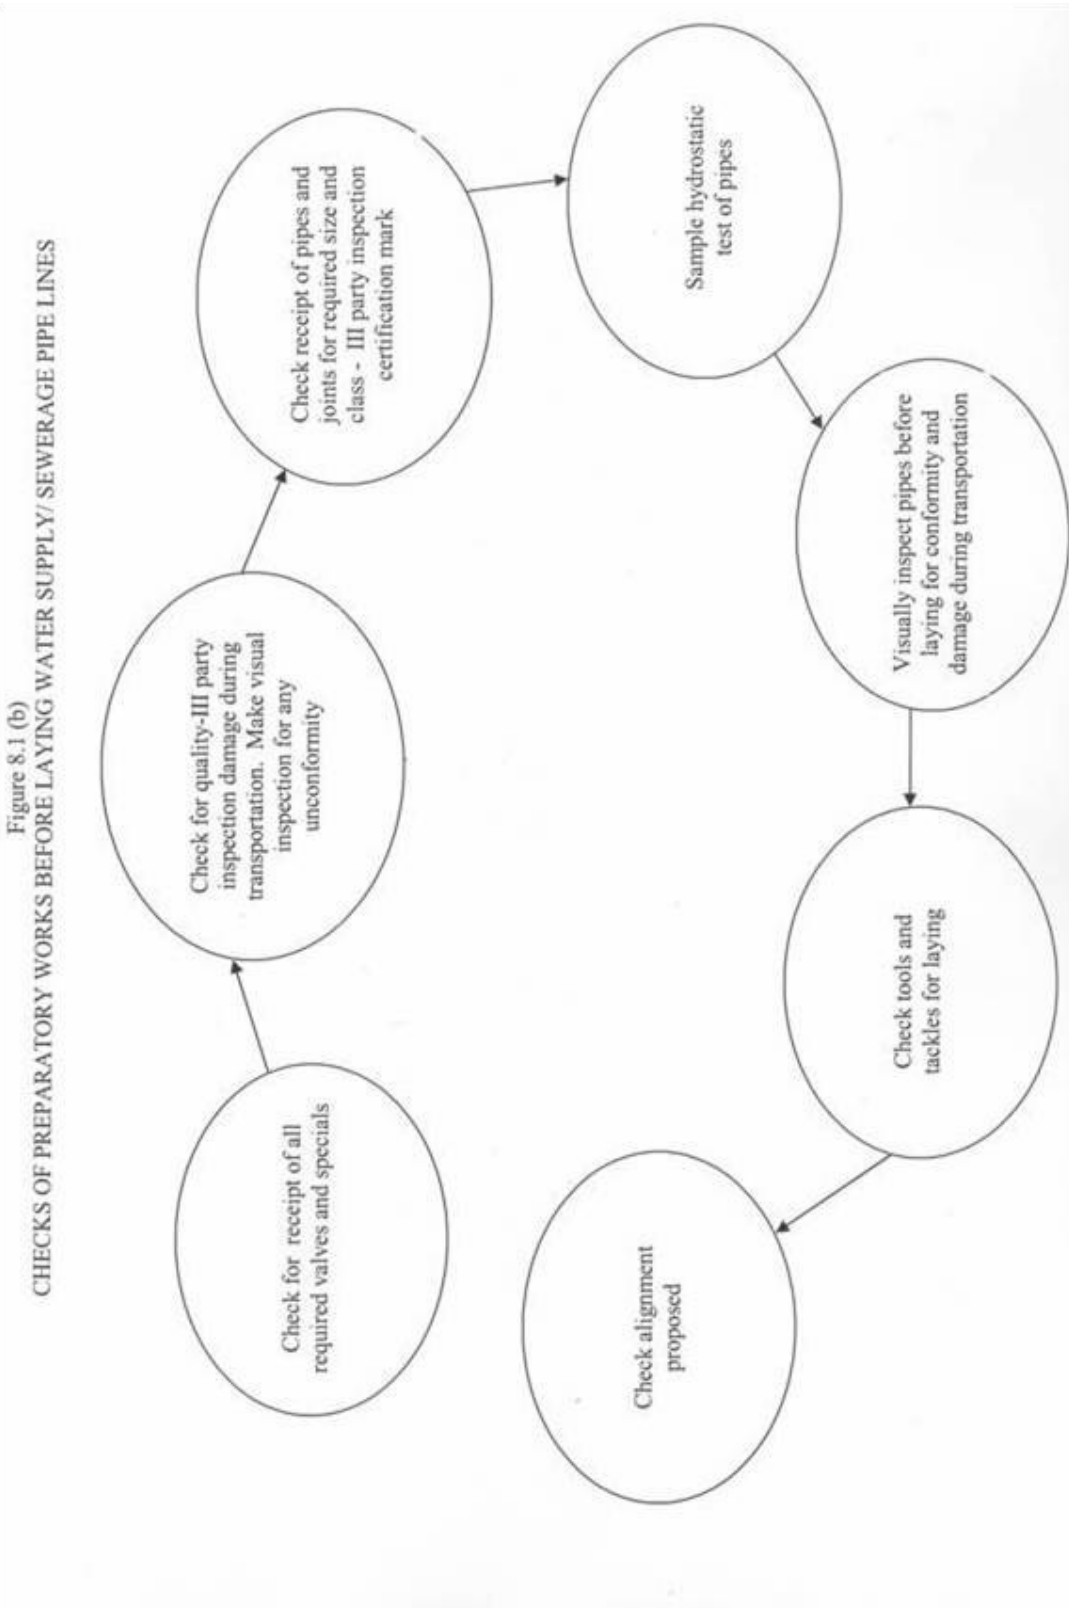 Figure 8.1 (b)
CHECKS OF PREPARATORY WORKS BEFORE LAYING WATER SUPPLY/ SEWERAGE PIPE LINES
Check for receipt of all
required valves and specials
Check for quality-III party
inspection damage during
transportation. Make visual
inspection for any
unconformity
Check receipt of pipes and
joints for required size and
class - III party inspection
certification mark
Sample hydrostatic
test of pipes
Visually inspect pipes before
laying for conformity and
damage during transportation
Check tools and
tackles for laying
Check alignment
proposed